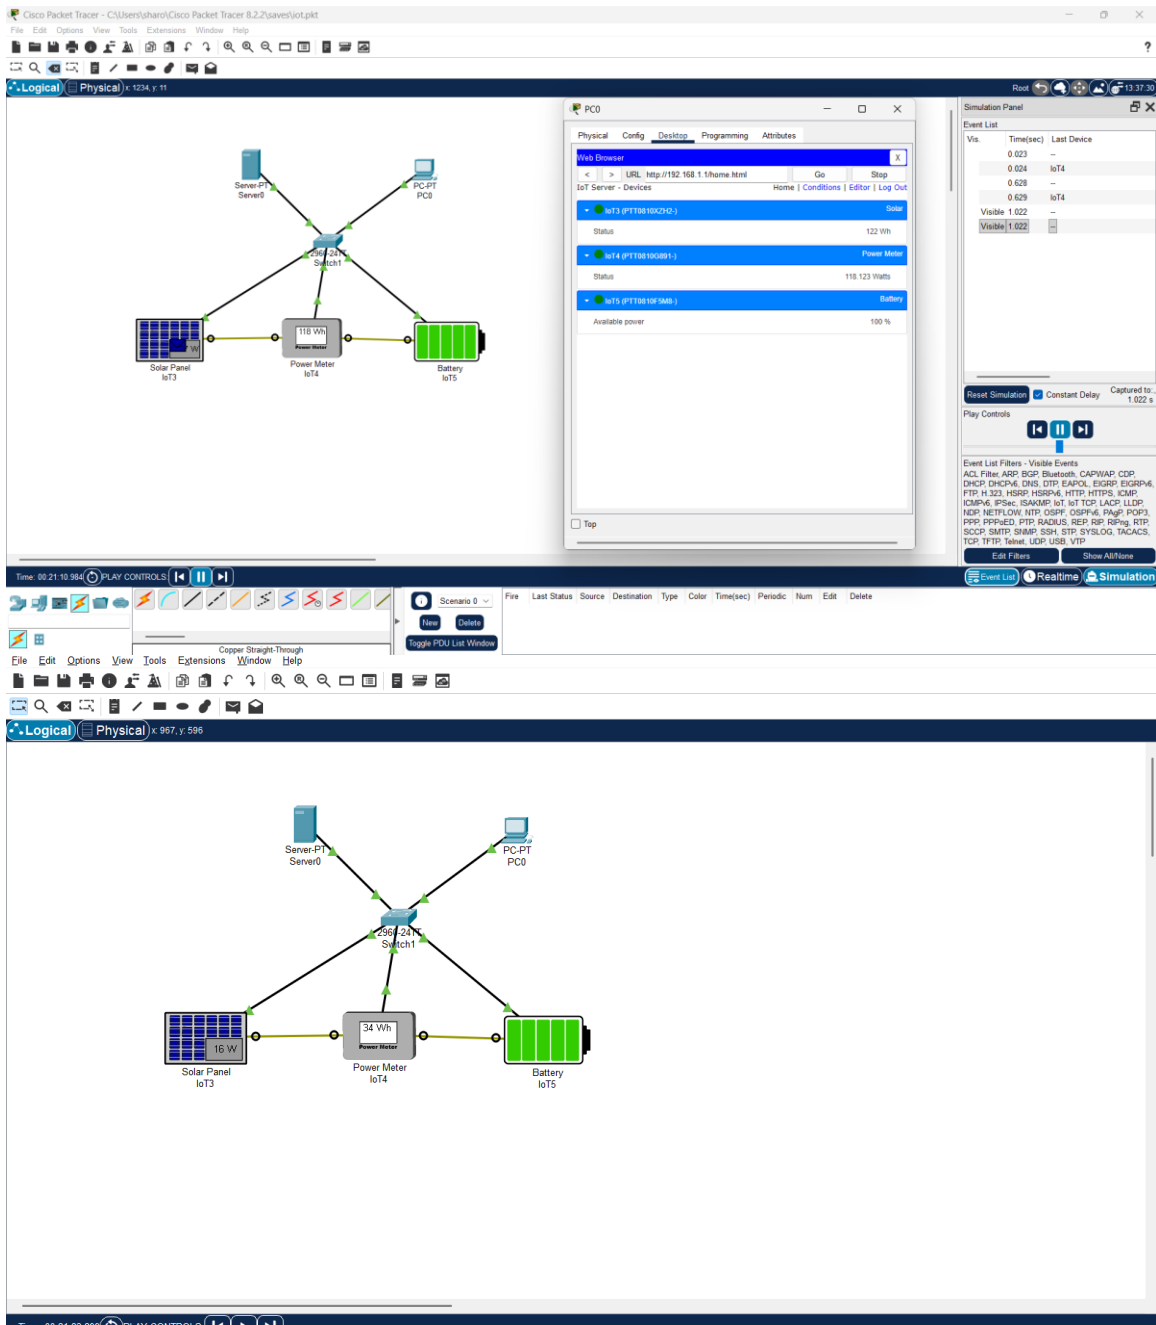 Cisco Packet Tracer - C:\Users\sharo\Cisco Packet Tracer 8.2.2\saves\iot.pkt
File Edit Options View Tools Extensions Window Help
?
Logical Physical x: 1234, y: 11
Root 13:37:30
PC0
Physical Config Desktop Programming Attributes
Web Browser X
< > URL http://192.168.1.1/home.html Go Stop
IoT Server - Devices Home | Conditions | Editor | Log Out
IoT3 (PTT0810XZH2-) Solar
Status 122 Wh
IoT4 (PTT0810G891-) Power Meter
Status 118.123 Watts
IoT5 (PTT0810F5M8-) Battery
Available power 100 %
Top
Server-PT
Server0
PC-PT
PC0
2960-24TT
Switch1
W
Solar Panel
IoT3
118 Wh
Power Meter
Power Meter
IoT4
Battery
IoT5
Simulation Panel
Event List
Vis. Time(sec) Last Device
0.023 --
0.024 IoT4
0.628 --
0.629 IoT4
Visible 1.022 --
Visible 1.022 --
Reset Simulation Constant Delay Captured to:
1.022 s
Play Controls
Event List Filters - Visible Events
ACL Filter, ARP, BGP, Bluetooth, CAPWAP, CDP,
DHCP, DHCPv6, DNS, DTP, EAPOL, EIGRP, EIGRPv6,
FTP, H.323, HSRP, HSRPv6, HTTP, HTTPS, ICMP,
ICMPv6, IPSec, ISAKMP, IoT, IoT TCP, LACP, LLDP,
NDP, NETFLOW, NTP, OSPF, OSPFv6, PAgP, POP3,
PPP, PPPoED, PTP, RADIUS, REP, RIP, RIPng, RTP,
SCCP, SMTP, SNMP, SSH, STP, SYSLOG, TACACS,
TCP, TFTP, Telnet, UDP, USB, VTP
Edit Filters Show All/None
Time: 00:21:10.984 PLAY CONTROLS: Event List Realtime Simulation
Scenario 0
New Delete
Toggle PDU List Window
Fire Last Status Source Destination Type Color Time(sec) Periodic Num Edit Delete
Copper Straight-Through
File Edit Options View Tools Extensions Window Help
Logical Physical x: 967, y: 596
Server-PT
Server0
PC-PT
PC0
2960-24TT
Switch1
16 W
Solar Panel
IoT3
34 Wh
Power Meter
Power Meter
IoT4
Battery
IoT5
PLAY CONTROLS: